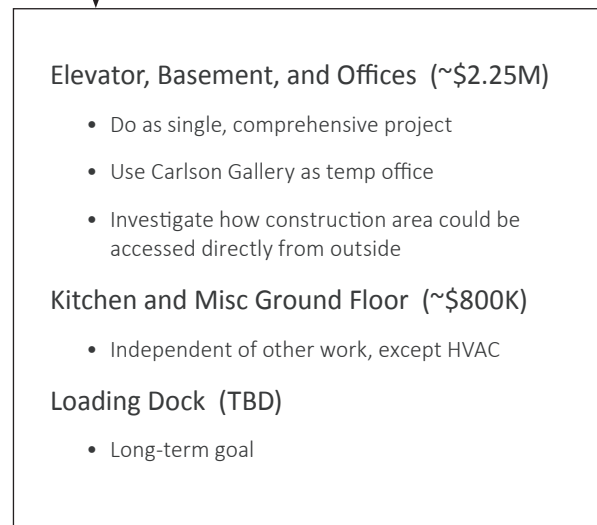 Elevator, Basement, and Offices (~$2.25M)
• Do as single, comprehensive project
• Use Carlson Gallery as temp office
• Investigate how construction area could be
accessed directly from outside
Kitchen and Misc Ground Floor (~$800K)
• Independent of other work, except HVAC
Loading Dock (TBD)
• Long-term goal